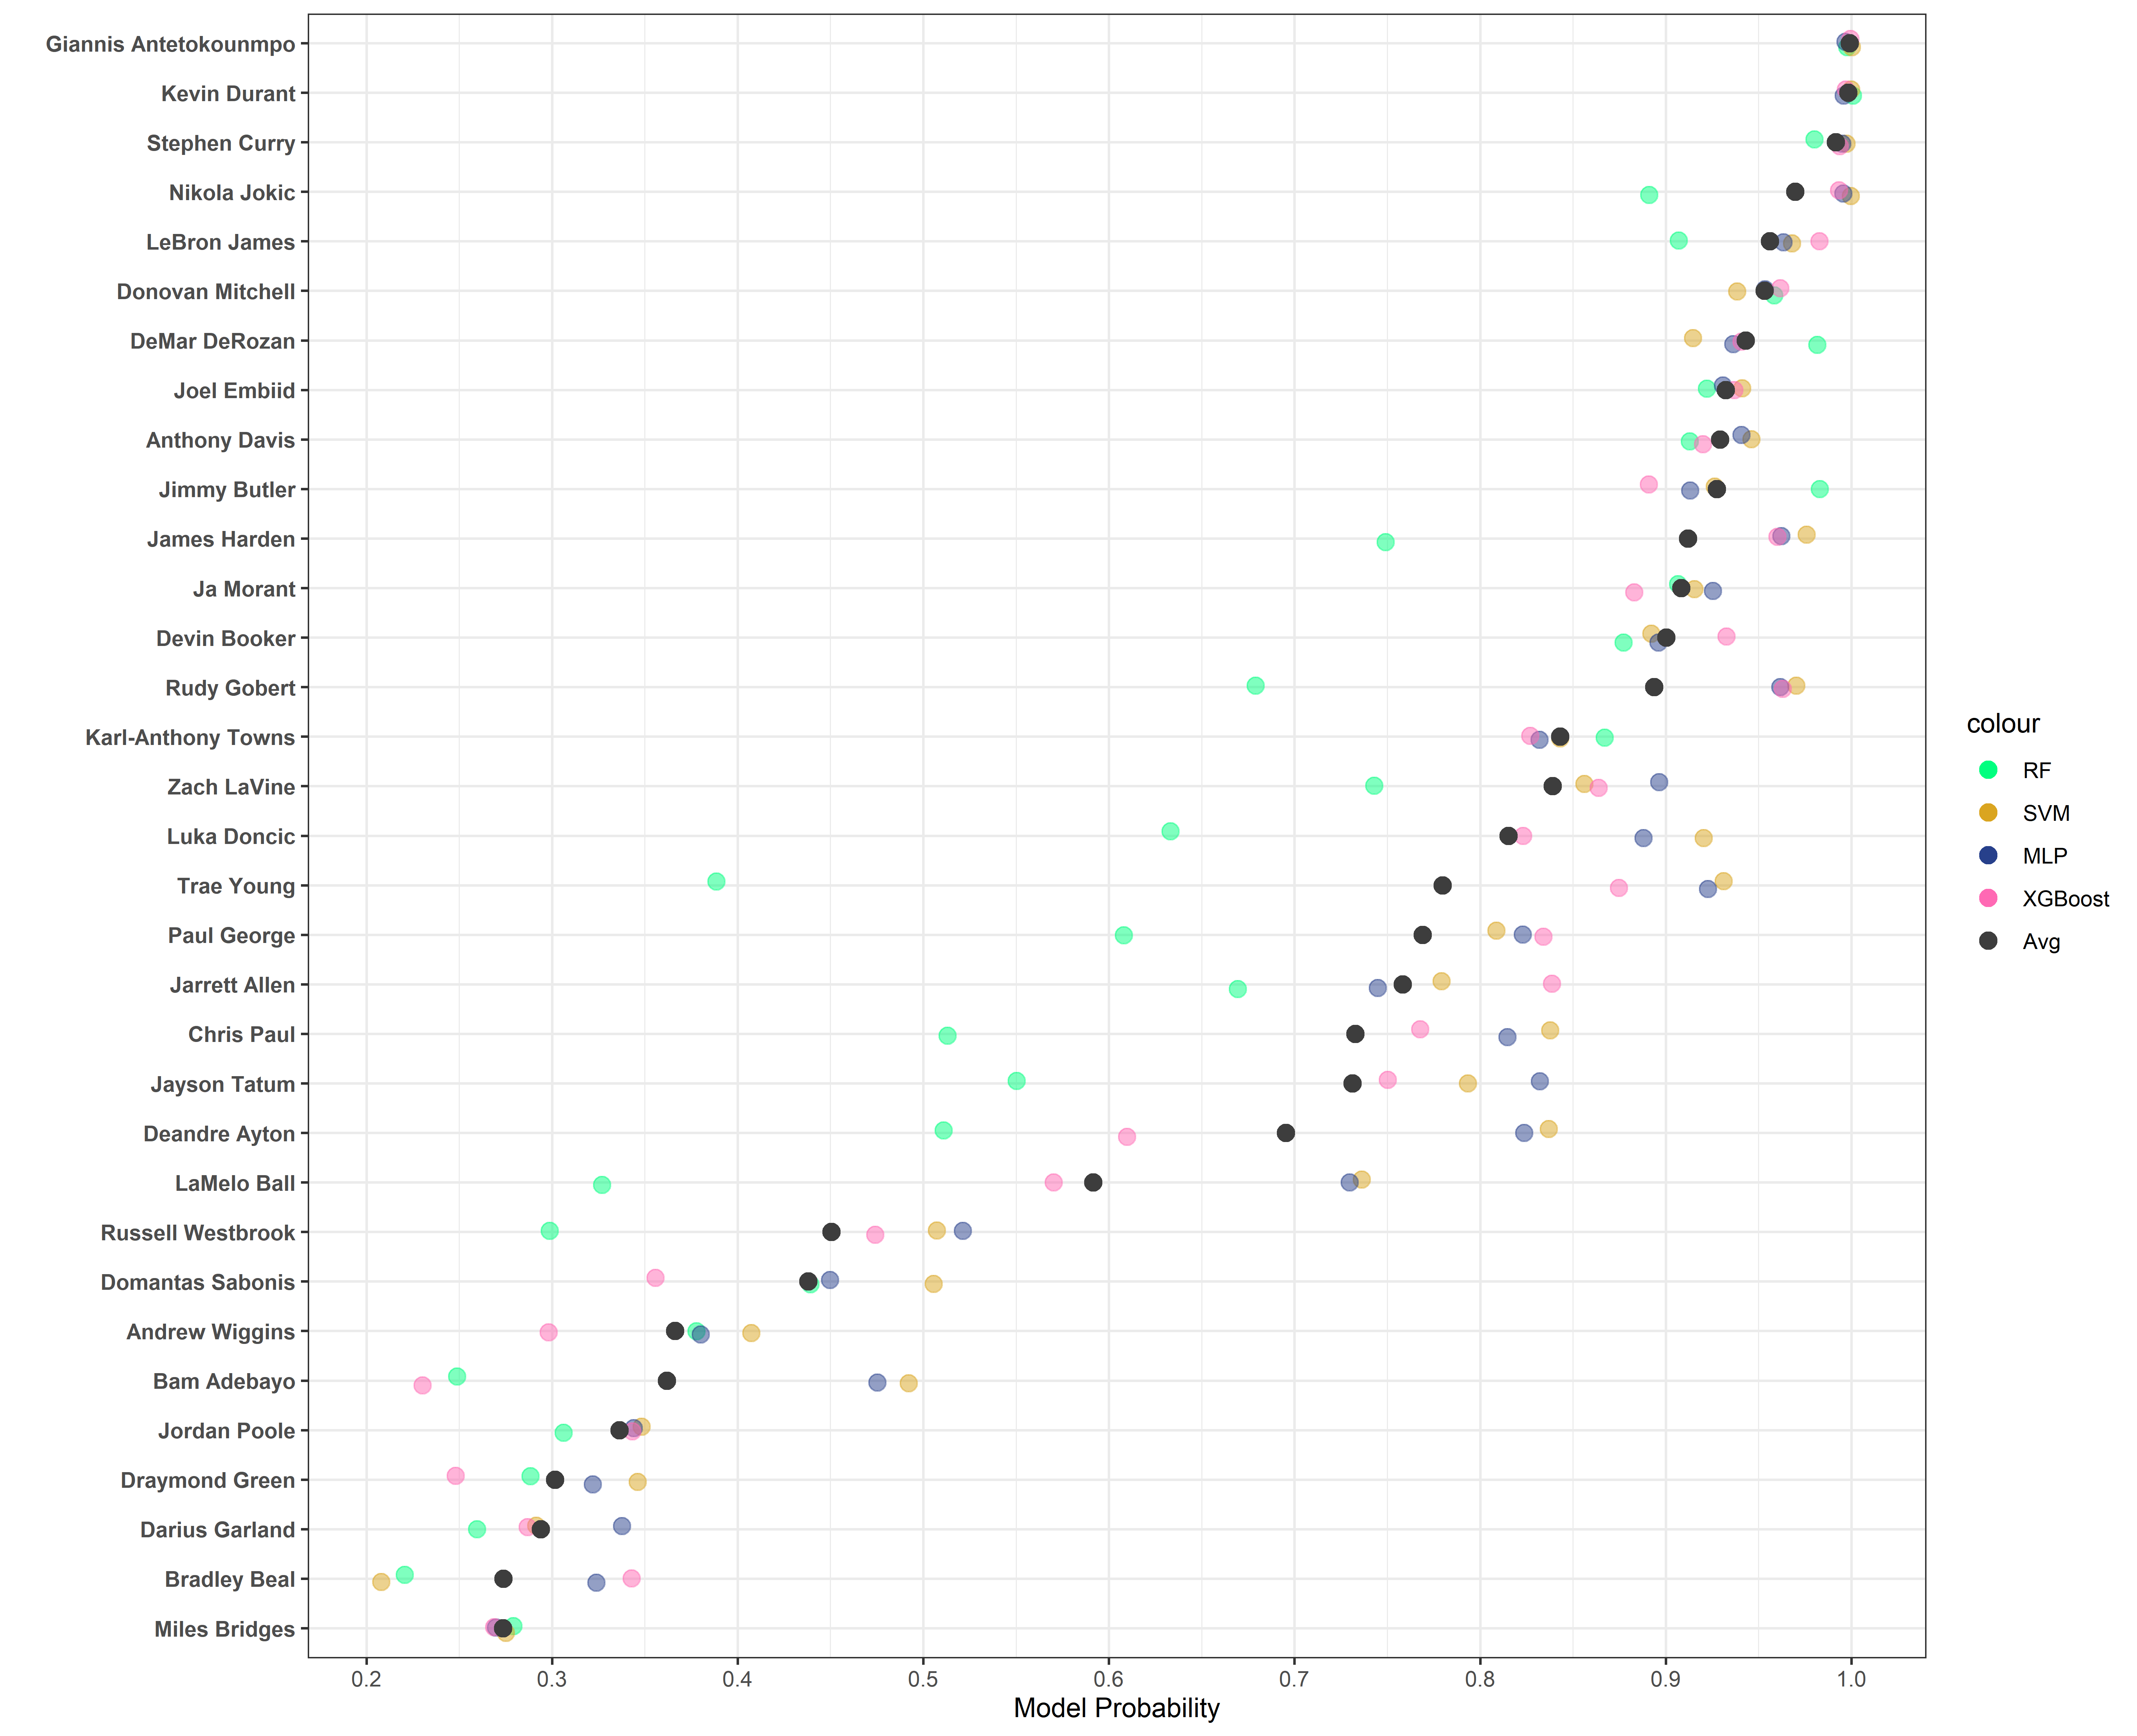 Giannis Antetokounmpo
Kevin Durant
Stephen Curry
Nikola Jokic
LeBron James
Donovan Mitchell
DeMar DeRozan
Joel Embiid
Anthony Davis
Jimmy Butler
James Harden
Ja Morant
Devin Booker
Rudy Gobert
Karl-Anthony Towns
Zach LaVine
Luka Doncic
Trae Young
Paul George
Jarrett Allen
Chris Paul
Jayson Tatum
Deandre Ayton
LaMelo Ball
Russell Westbrook
Domantas Sabonis
Andrew Wiggins
Bam Adebayo
Jordan Poole
Draymond Green
Darius Garland
Bradley Beal
Miles Bridges
0.2 0.3 0.4 0.5 0.6 0.7 0.8 0.9 1.0
Model Probability
colour
RF
SVM
MLP
XGBoost
Avg